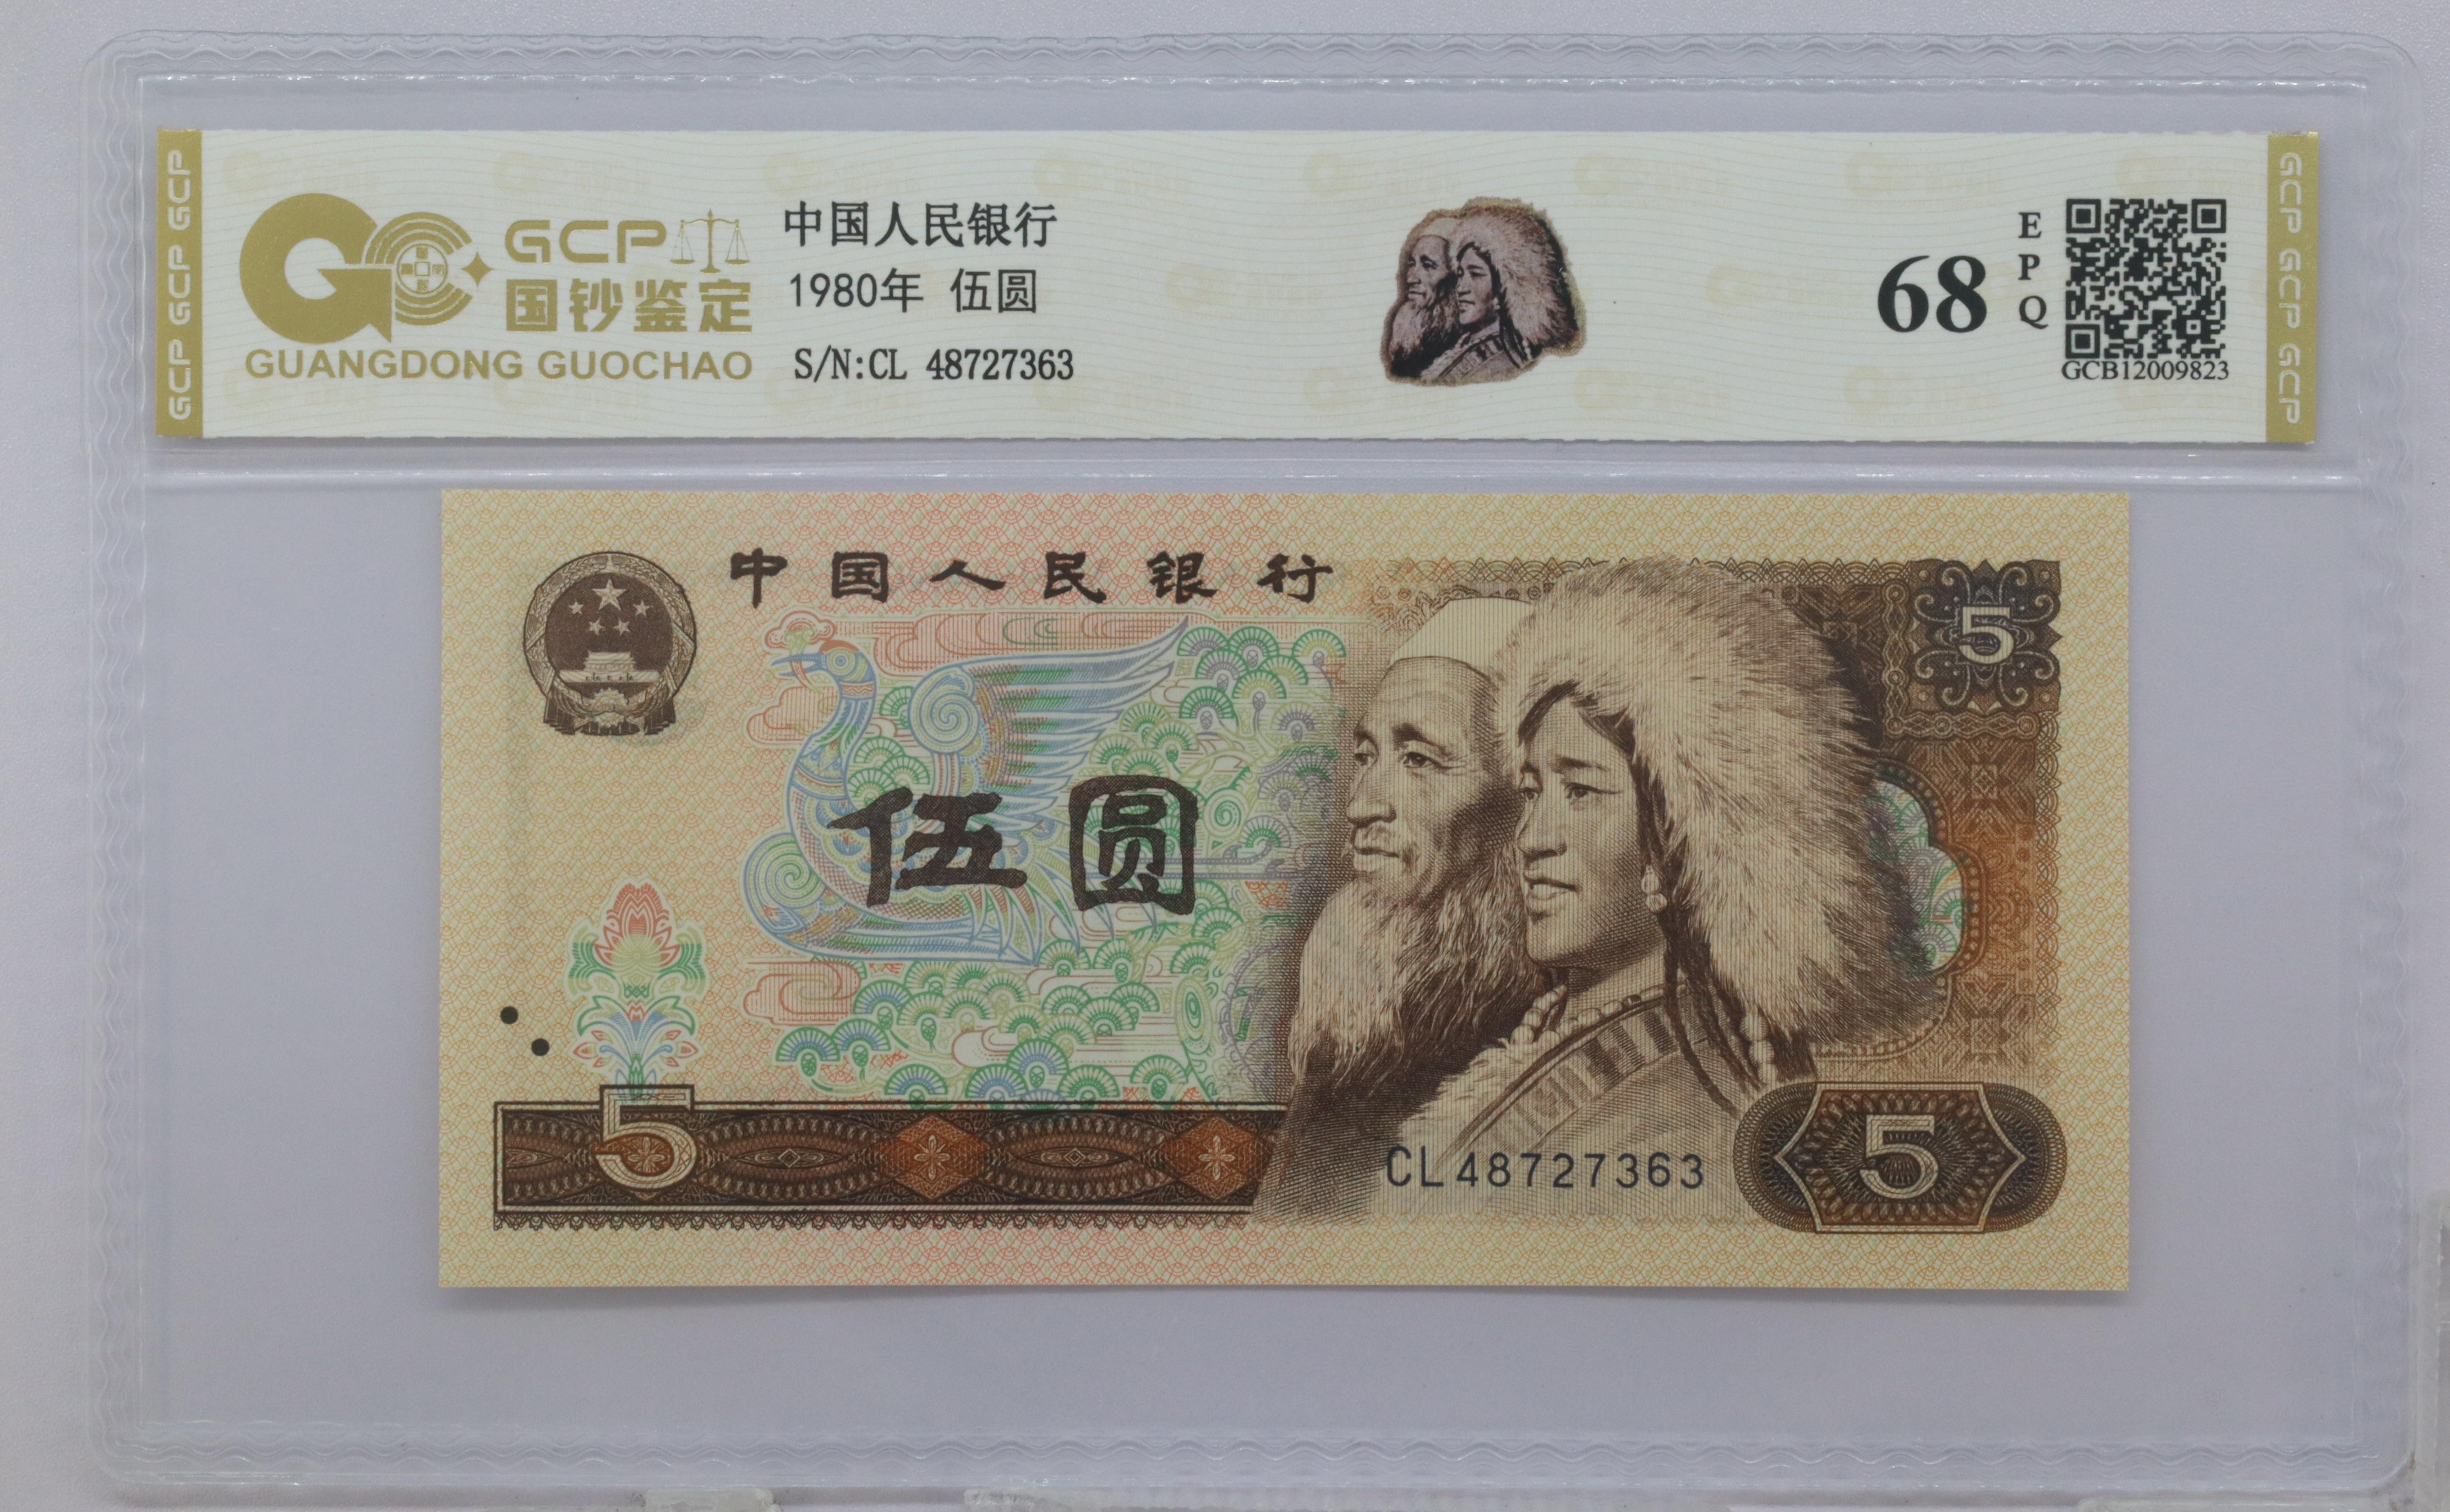 GCP GCP GCP
GCP
国钞鉴定
GUANGDONG GUOCHAO
中国人民银行
1980年 伍圆
S/N:CL 48727363
68
E
P
Q
GCB12009823
GCP GCP GCP
中国人民银行
5
伍圆
5
CL48727363
5